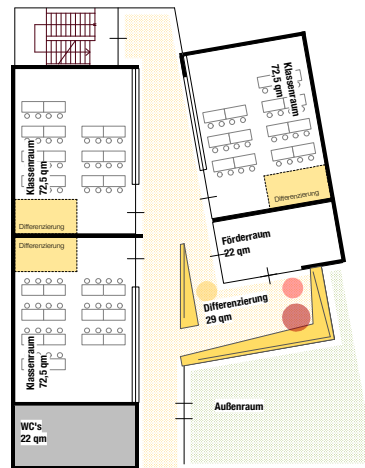 Klassenraum
72,5 qm
Klassenraum
72,5 qm
Differenzierung
Differenzierung
Differenzierung
Förderraum
22 qm
Differenzierung
29 qm
Klassenraum
72,5 qm
Außenraum
WC's
22 qm